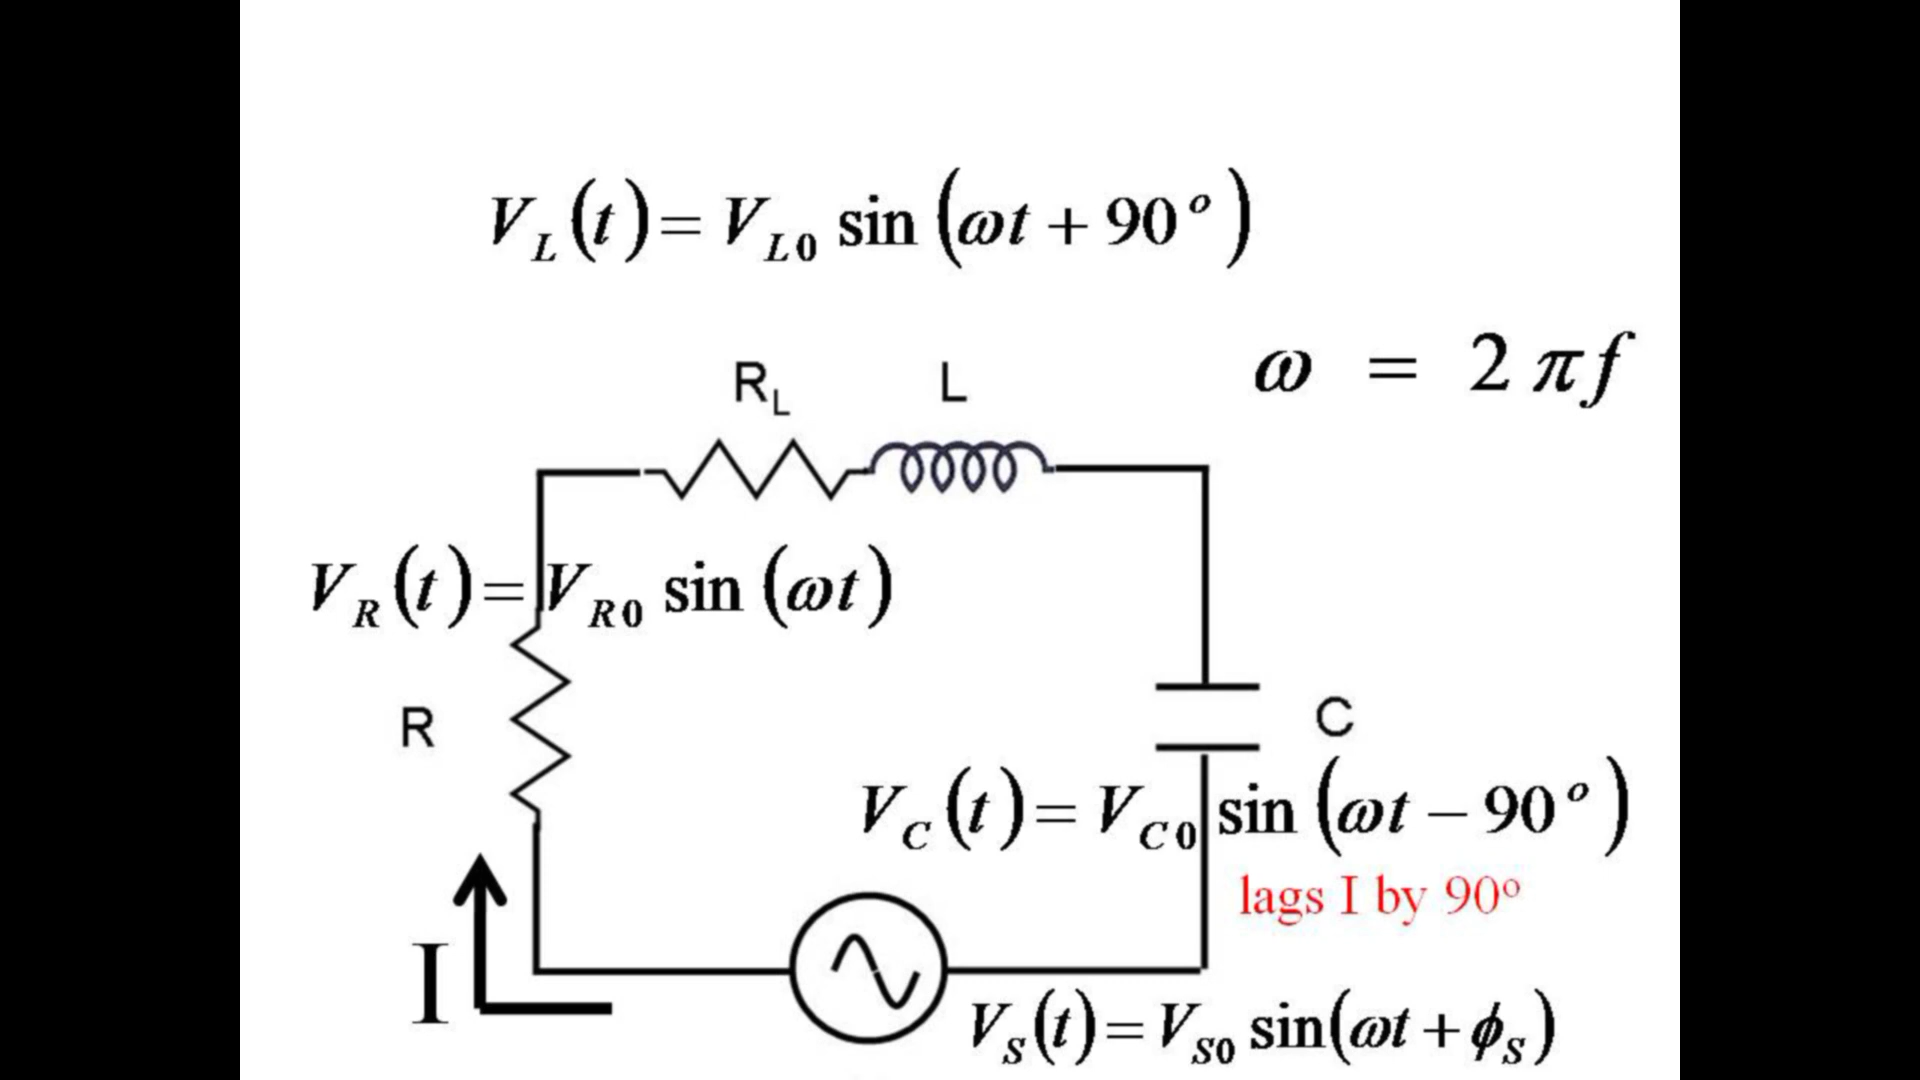 V_L(t) = V_L0 sin (ωt + 90°)
ω = 2πf
R_L L
V_R(t) = V_R0 sin (ωt)
R
C
V_C(t) = V_C0 sin (ωt − 90°)
lags I by 90°
I
V_S(t) = V_S0 sin(ωt + ϕ_S)